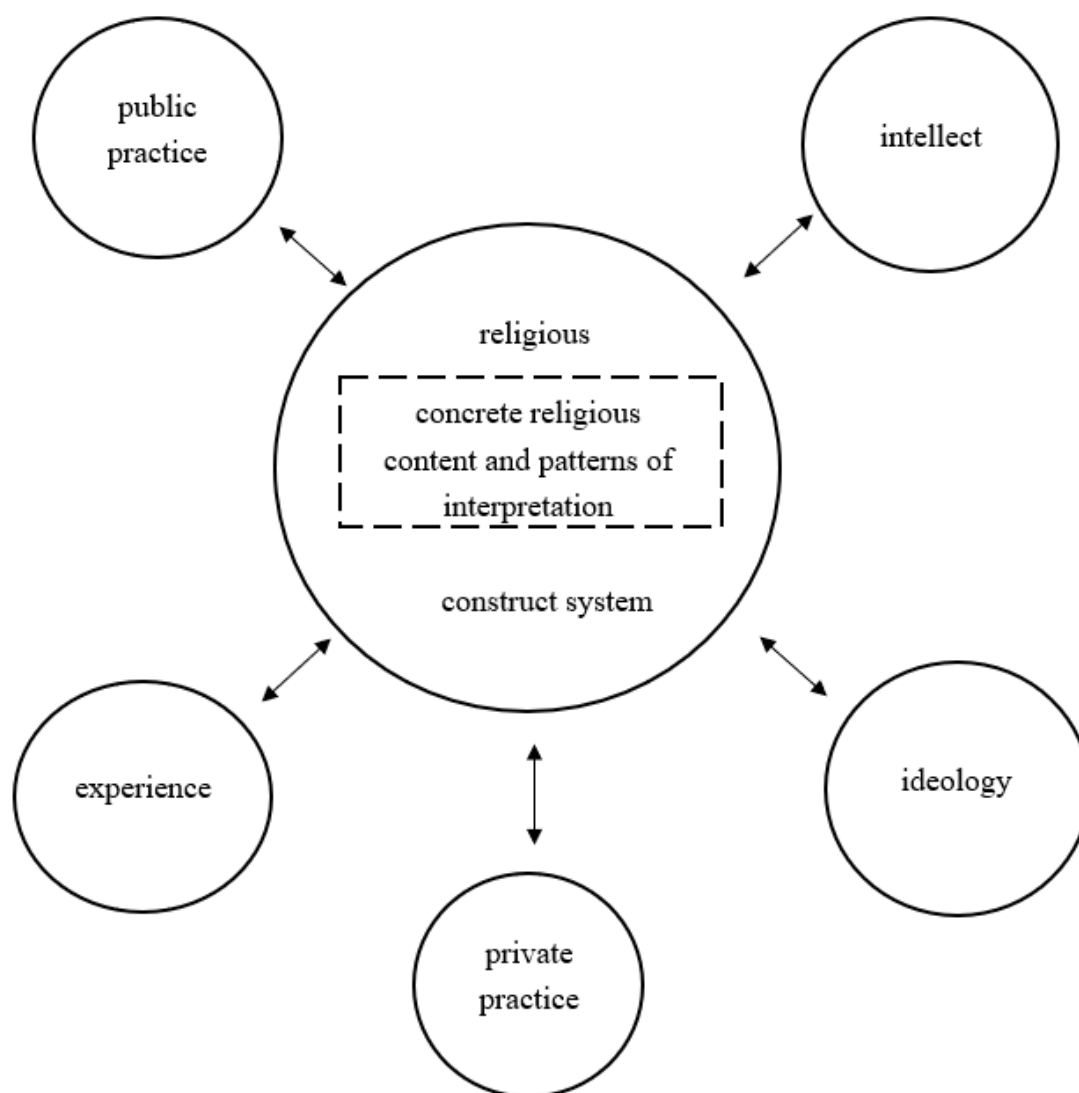 public
practice
intellect
religious
concrete religious
content and patterns of
interpretation
construct system
experience
ideology
private
practice